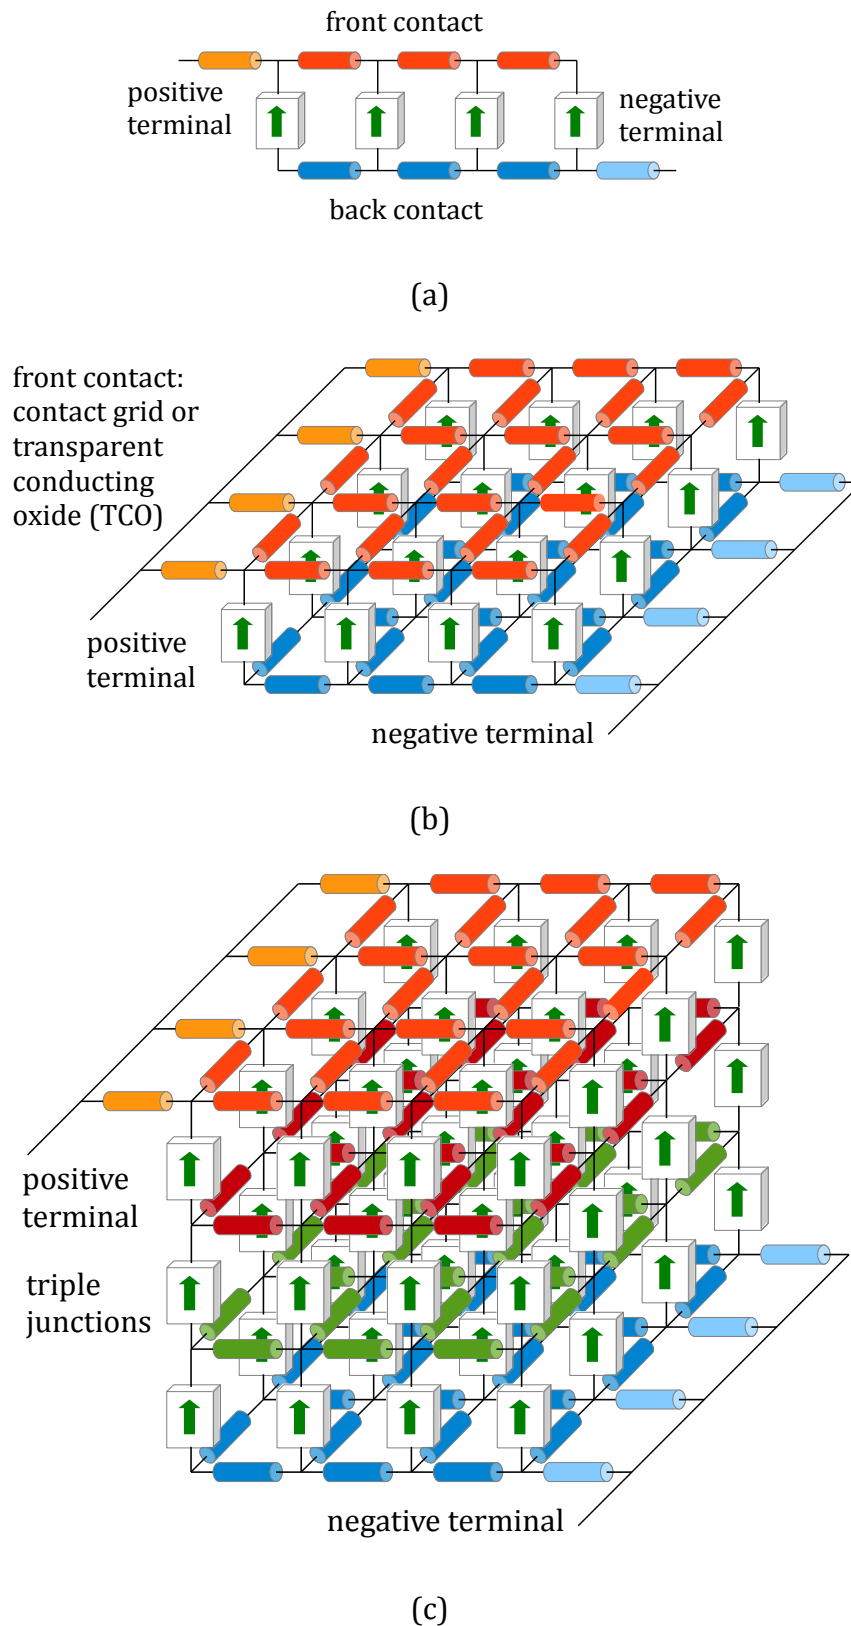 front contact
positive
terminal
negative
terminal
back contact
(a)
front contact:
contact grid or
transparent
conducting
oxide (TCO)
positive
terminal
negative terminal
(b)
positive
terminal
triple
junctions
negative terminal
(c)